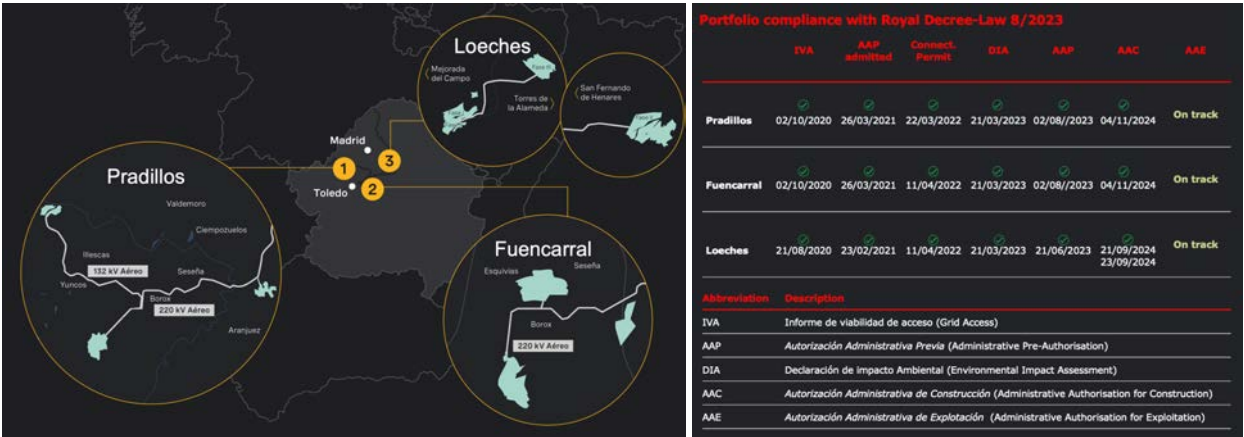 Loeches
Mejorada
del Campo
Fase III
Torres de
la Alameda
San Fernando
de Henares
Madrid
3
1
Toledo
2
Pradillos
Valdemoro
Ciempozuelos
Illescas
132 kV Aéreo
Seseña
Yuncos
Borox
220 kV Aéreo
Aranjuez
Fuencarral
Esquivias
Seseña
Borox
220 kV Aéreo
Portfolio compliance with Royal Decree-Law 8/2023
IVA AAP admitted Connect. Permit DIA AAP AAC AAE
Pradillos 02/10/2020 26/03/2021 22/03/2022 21/03/2023 02/08//2023 04/11/2024 On track
Fuencarral 02/10/2020 26/03/2021 11/04/2022 21/03/2023 02/08//2023 04/11/2024 On track
Loeches 21/08/2020 23/02/2021 11/04/2022 21/03/2023 21/06/2023 21/09/2024 On track
23/09/2024
Abbreviation Description
IVA Informe de viabilidad de acceso (Grid Access)
AAP Autorización Administrativa Previa (Administrative Pre-Authorisation)
DIA Declaración de impacto Ambiental (Environmental Impact Assessment)
AAC Autorización Administrativa de Construcción (Administrative Authorisation for Construction)
AAE Autorización Administrativa de Explotación (Administrative Authorisation for Exploitation)